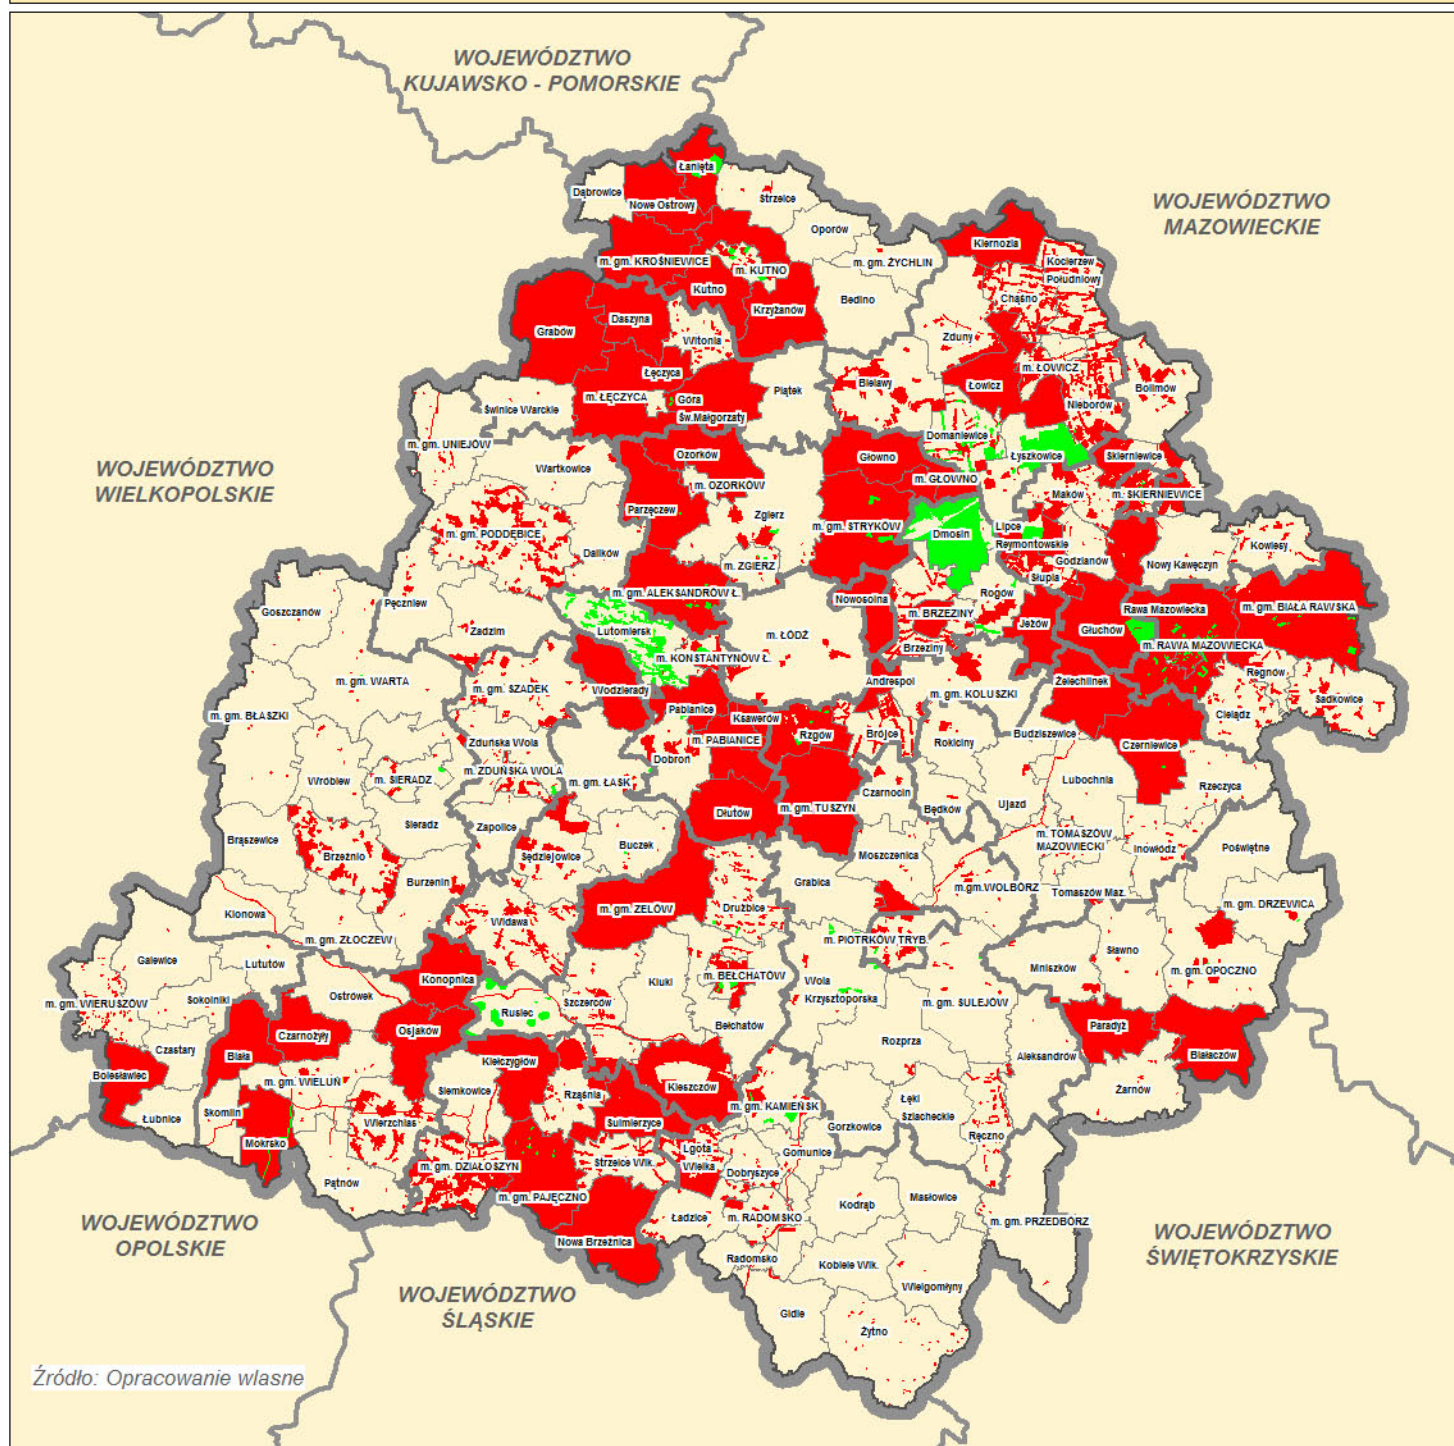 WOJEWÓDZTWO
KUJAWSKO - POMORSKIE
WOJEWÓDZTWO
MAZOWIECKIE
Łanięta
Dąbrowice
Nowe Ostrowy
Strzelce
Oporów
m. gm. ŻYCHLIN
Kiernozia
Kocierzew
Południowy
m. gm. KROŚNIEWICE
m. KUTNO
Kutno
Krzyżanów
Bedlno
Chąśno
Zduny
Grabów
Daszyna
Witonia
m. ŁOWICZ
Łowicz
Bolimów
Łęczyca
m. ŁĘCZYCA
Góra
Św.Małgorzaty
Piątek
Bielawy
Nieborów
Świnice Warckie
m. gm. UNIEJÓW
Wartkowice
Domaniewice
Łyszkowice
Skierniewice
Ozorków
m. OZORKÓW
Głowno
m. GŁOWNO
Maków
m. SKIERNIEWICE
WOJEWÓDZTWO
WIELKOPOLSKIE
Parzęczew
Zgierz
m. gm. STRYKÓW
Dmosin
Lipce
Reymontowskie
m. gm. PODDĘBICE
Dalików
m. ZGIERZ
Godzianów
Słupia
Nowy Kawęczyn
Kowiesy
m. gm. ALEKSANDRÓW Ł.
Nowosolna
Rogów
m. BRZEZINY
Goszczanów
Pęczniew
Zadzim
Lutomiersk
m. ŁÓDŹ
Brzeziny
Jeżów
Głuchów
Rawa Mazowiecka
m. gm. BIAŁA RAWSKA
m. RAWA MAZOWIECKA
m. KONSTANTYNÓW Ł.
m. gm. WARTA
m. gm. SZADEK
Wodzierady
Andrespol
m. gm. KOLUSZKI
Żelechlinek
Regnów
Sadkowice
m. gm. BŁASZKI
Pabianice
Ksawerów
m. PABIANICE
Rzgów
Brójce
Rokiciny
Budziszewice
Cielądz
Czerniewice
Zduńska Wola
m. ZDUŃSKA WOLA
m. gm. ŁASK
Dobroń
Wróblew
m. SIERADZ
Lubochnia
Rzeczyca
Czarnocin
Będków
Ujazd
Dłutów
m. gm. TUSZYN
Sieradz
Zapolice
Buczek
Brąszewice
Brzeźnio
Sędziejowice
Moszczenica
m. TOMASZÓW
MAZOWIECKI
Inowłódz
Poświętne
Burzenin
Grabica
m.gm.WOLBÓRZ
Tomaszów Maz.
m. gm. DRZEWICA
Klonowa
Widawa
m. gm. ZELÓW
Drużbice
m. gm. ZŁOCZEW
m. PIOTRKÓW TRYB.
Sławno
Mniszków
m. gm. OPOCZNO
Galewice
Lututów
Konopnica
Kluki
m. BEŁCHATÓW
Wola
Krzysztoporska
m. gm. SULEJÓW
m. gm. WIERUSZÓW
Sokolniki
Ostrówek
Rusiec
Szczerców
Bełchatów
Paradyż
Białaczów
Czastary
Biała
Czarnożyły
Osjaków
Kiełczygłów
Rozprza
Aleksandrów
Żarnów
Bolesławiec
m. gm. WIELUŃ
Siemkowice
Rząśnia
Kleszczów
Łęki
Szlacheckie
Łubnice
Skomlin
Wierzchlas
Sulmierzyce
m. gm. KAMIEŃSK
Gorzkowice
Ręczno
Mokrsko
m. gm. DZIAŁOSZYN
Strzelce Wlk.
Lgota
Wielka
Gomunice
Dobryszyce
Pątnów
m. gm. PAJĘCZNO
Kodrąb
Masłowice
Ładzice
m. RADOMSKO
m. gm. PRZEDBÓRZ
WOJEWÓDZTWO
OPOLSKIE
Nowa Brzeźnica
Radomsko
Kobiele Wlk.
Wielgomłyny
WOJEWÓDZTWO
ŚWIĘTOKRZYSKIE
WOJEWÓDZTWO
ŚLĄSKIE
Gidle
Żytno
Źródło: Opracowanie wlasne